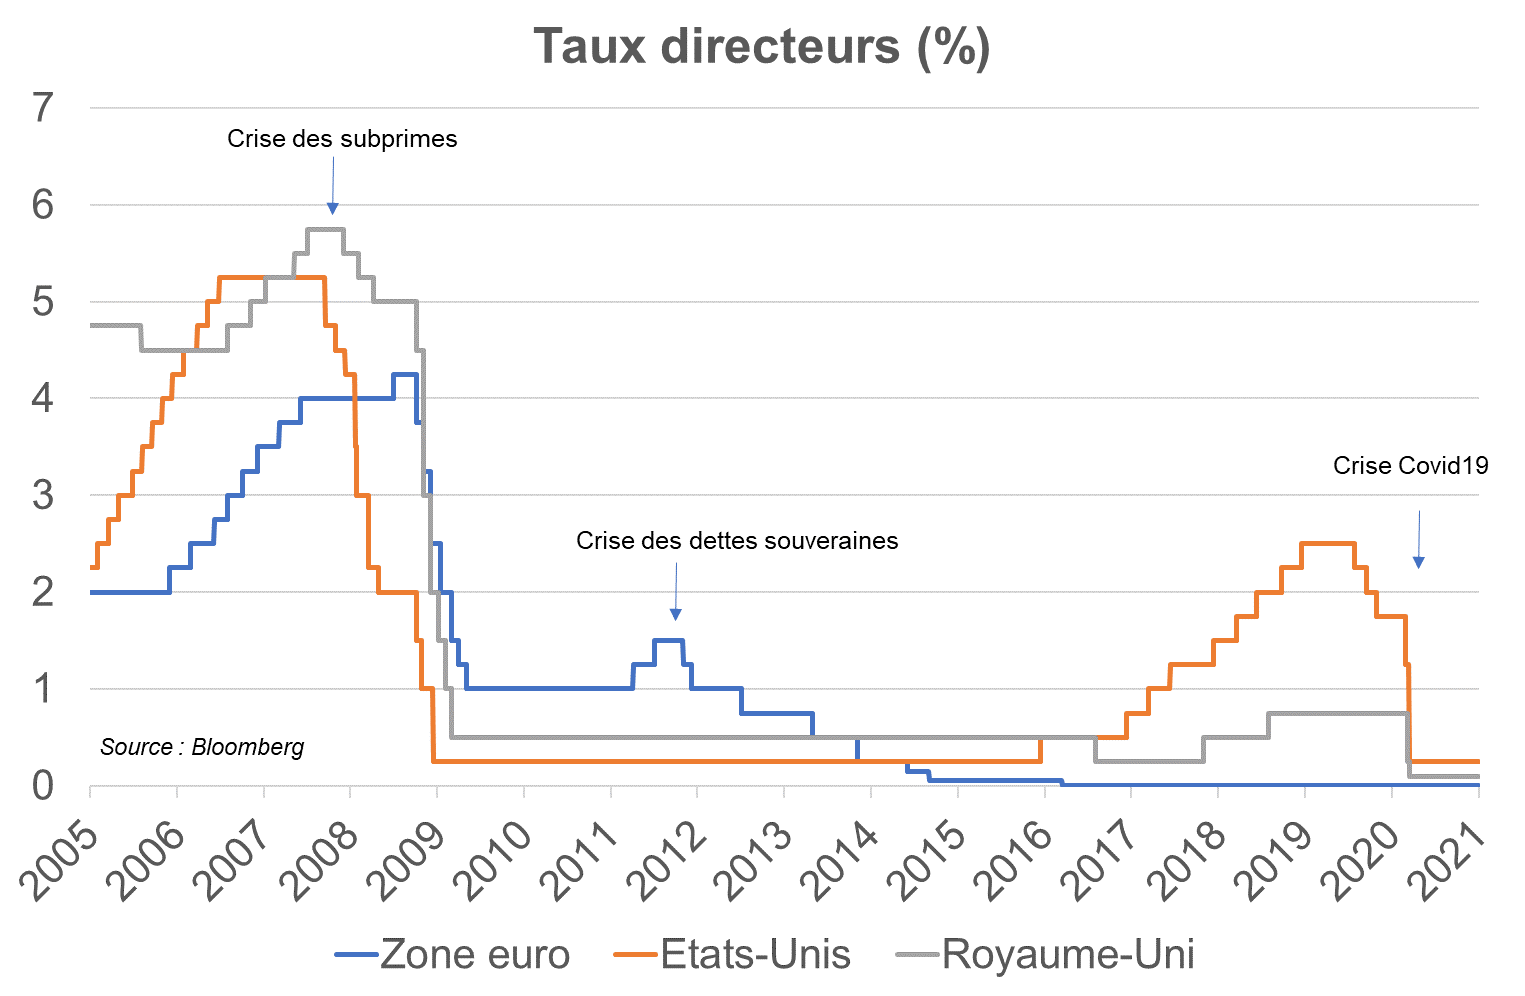 Taux directeurs (%)
7
Crise des subprimes
6
5
4
Crise Covid19
3
Crise des dettes souveraines
2
1
Source : Bloomberg
0
2005 2006 2007 2008 2009 2010 2011 2012 2013 2014 2015 2016 2017 2018 2019 2020 2021
Zone euro Etats-Unis Royaume-Uni